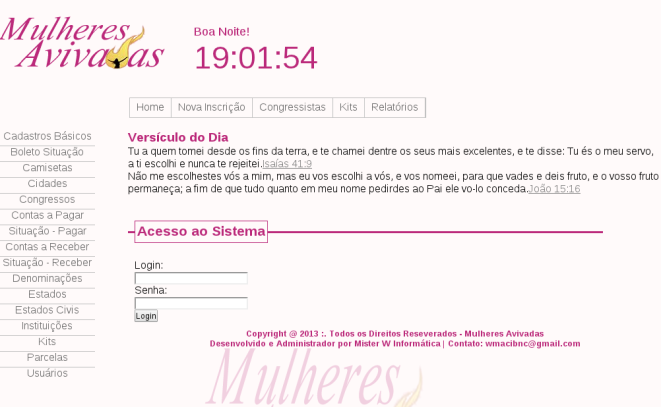 Mulheres
Avivadas
Boa Noite!
19:01:54
Home
Nova Inscrição
Congressistas
Kits
Relatórios
Cadastros Básicos
Boleto Situação
Camisetas
Cidades
Congressos
Contas a Pagar
Situação - Pagar
Contas a Receber
Situação - Receber
Denominações
Estados
Estados Civis
Instituições
Kits
Parcelas
Usuários
Versículo do Dia
Tu a quem tomei desde os fins da terra, e te chamei dentre os seus mais excelentes, e te disse: Tu és o meu servo,
a ti escolhi e nunca te rejeitei.Isaías 41:9
Não me escolhestes vós a mim, mas eu vos escolhi a vós, e vos nomeei, para que vades e deis fruto, e o vosso fruto
permaneça; a fim de que tudo quanto em meu nome pedirdes ao Pai ele vo-lo conceda.João 15:16
Acesso ao Sistema
Login:
Senha:
Login
Copyright @ 2013 :. Todos os Direitos Reseverados - Mulheres Avivadas
Desenvolvido e Administrador por Mister W Informática | Contato: wmacibnc@gmail.com
Mulheres